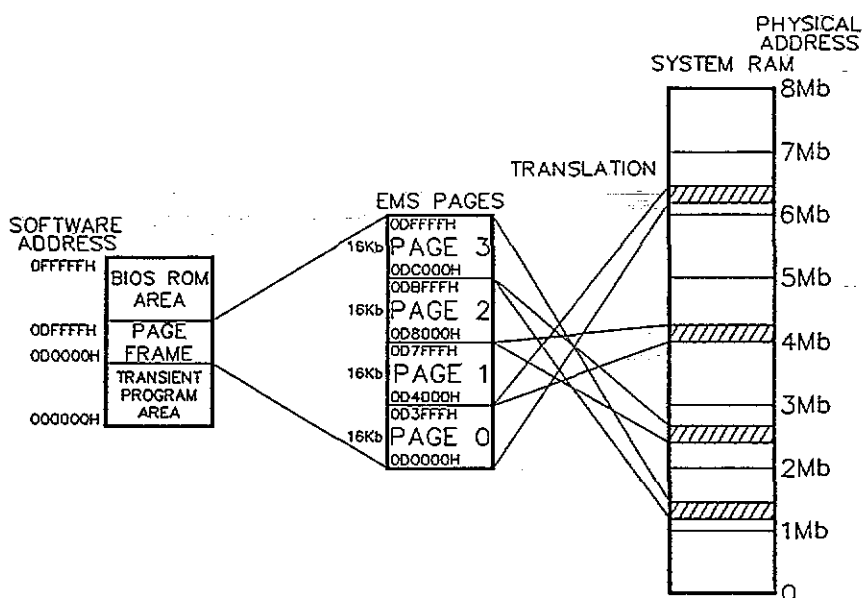 PHYSICAL
ADDRESS
SYSTEM RAM
8Mb
7Mb
6Mb
5Mb
4Mb
3Mb
2Mb
1Mb
0
TRANSLATION
EMS PAGES
0DFFFFH
16Kb PAGE 3
0DC000H
0DBFFFH
16Kb PAGE 2
0D8000H
0D7FFFH
16Kb PAGE 1
0D4000H
0D3FFFH
16Kb PAGE 0
0D0000H
SOFTWARE
ADDRESS
0FFFFFH
BIOS ROM
AREA
0DFFFFH
PAGE
0D0000H
FRAME
TRANSIENT
PROGRAM
AREA
000000H